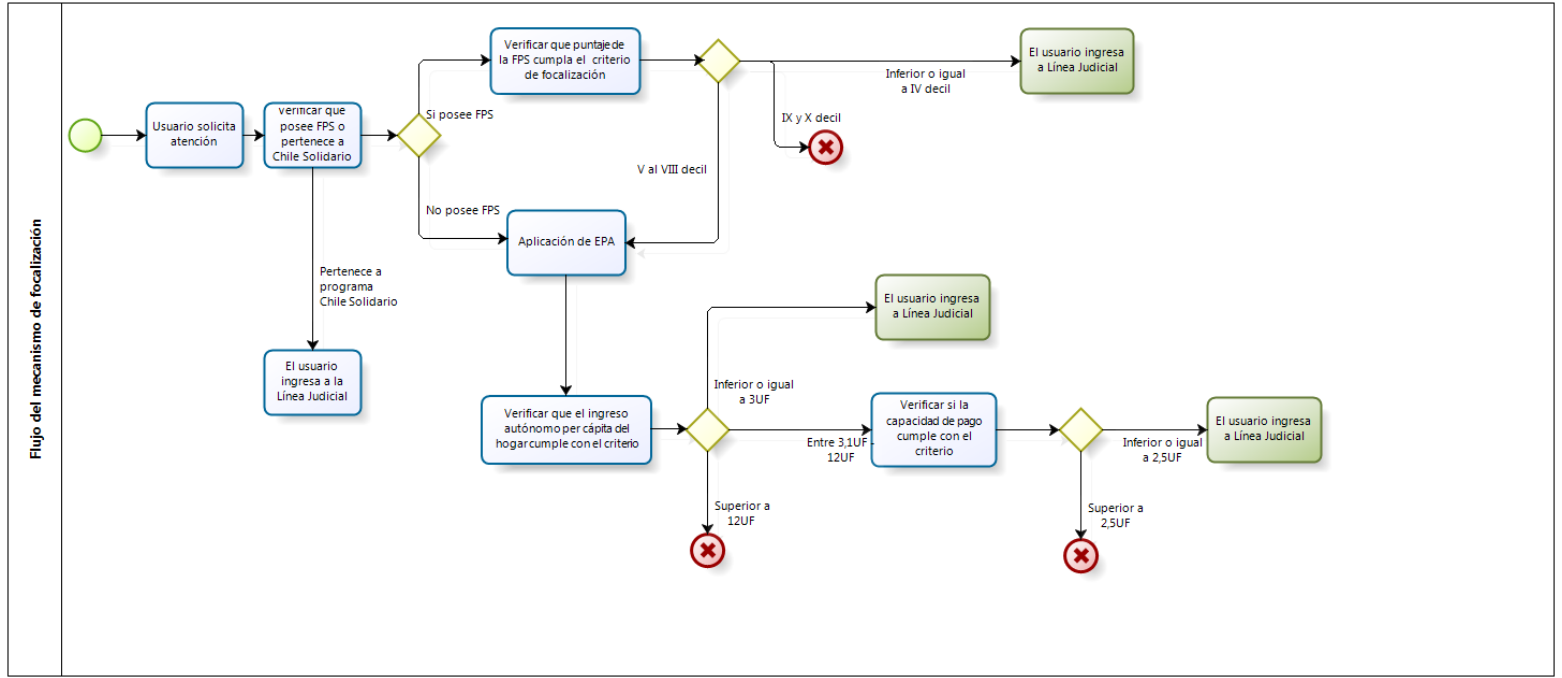 Flujo del mecanismo de focalización
Usuario solicita
atención
Verificar que
posee FPS o
pertenece a
Chile Solidario
Pertenece a
programa
Chile Solidario
El usuario
ingresa a la
Línea Judicial
Si posee FPS
No posee FPS
Verificar que puntaje de
la FPS cumpla el criterio
de focalización
Inferior o igual
a IV decil
El usuario ingresa
a Línea Judicial
IX y X decil
V al VIII decil
Aplicación de EPA
Verificar que el ingreso
autónomo per cápita del
hogar cumple con el criterio
Inferior o igual
a 3UF
El usuario ingresa
a Línea Judicial
Entre 3,1UF
12UF
Superior a
12UF
Verificar si la
capacidad de pago
cumple con el
criterio
Inferior o igual
a 2,5UF
El usuario ingresa
a Línea Judicial
Superior a
2,5UF